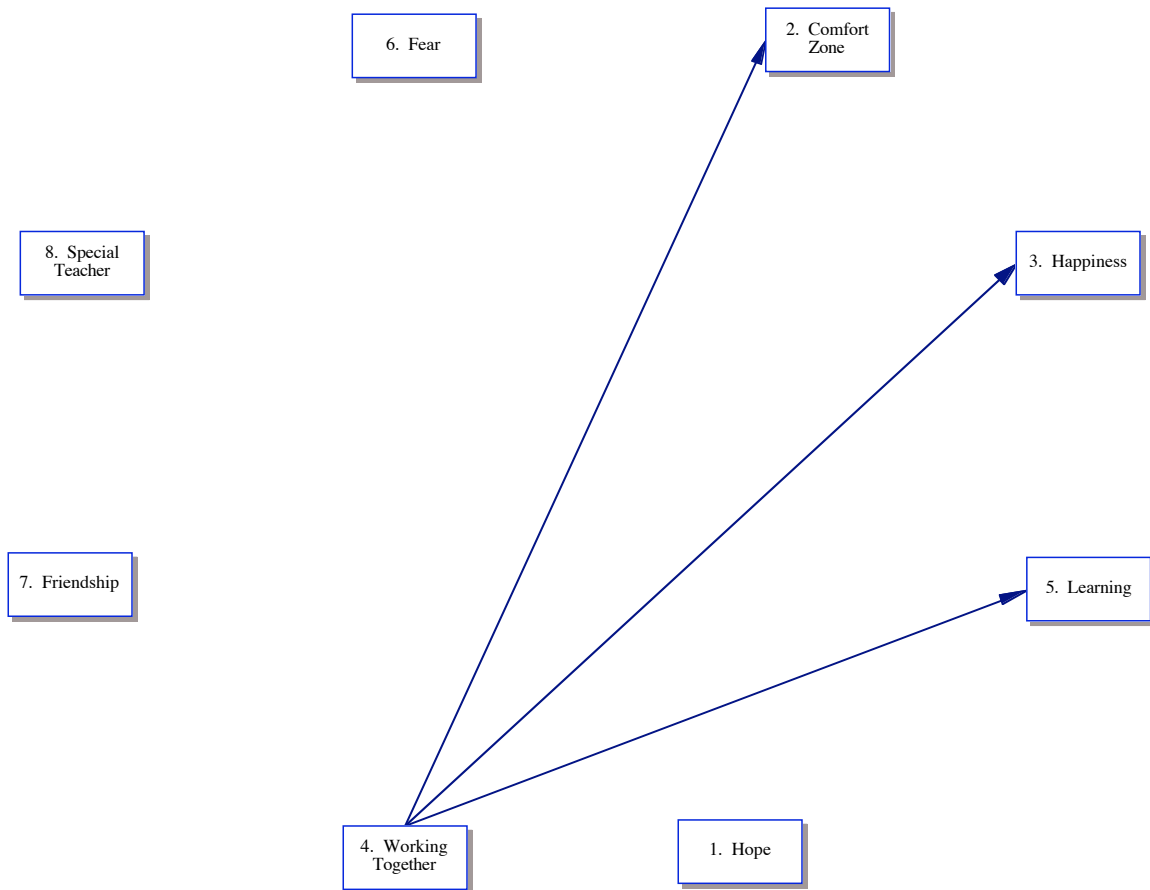 6.  Fear
2.  Comfort
Zone
8.  Special
Teacher
3.  Happiness
7.  Friendship
5.  Learning
4.  Working
Together
1.  Hope